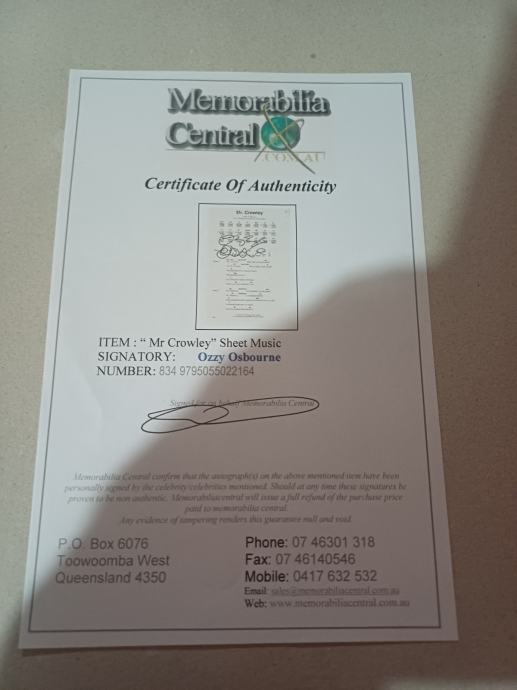 Memorabilia
Central
.COM.AU
Certificate Of Authenticity
Mr. Crowley
ITEM : “ Mr Crowley” Sheet Music
SIGNATORY: Ozzy Osbourne
NUMBER: 834 9795055022164
Signed for on behalf Memorabilia Central
Memorabilia Central confirm that the autograph(s) on the above mentioned item have been
personally signed by the celebrity/celebrities mentioned. Should at any time these signatures be
proven to be non authentic. Memorabiliacentral will issue a full refund of the purchase price
paid to memorabilia central.
Any evidence of tampering renders this guarantee null and void.
P.O. Box 6076
Toowoomba West
Queensland 4350
Phone: 07 46301 318
Fax: 07 46140546
Mobile: 0417 632 532
Email: sales@memorabiliacentral.com.au
Web: www.memorabiliacentral.com.au